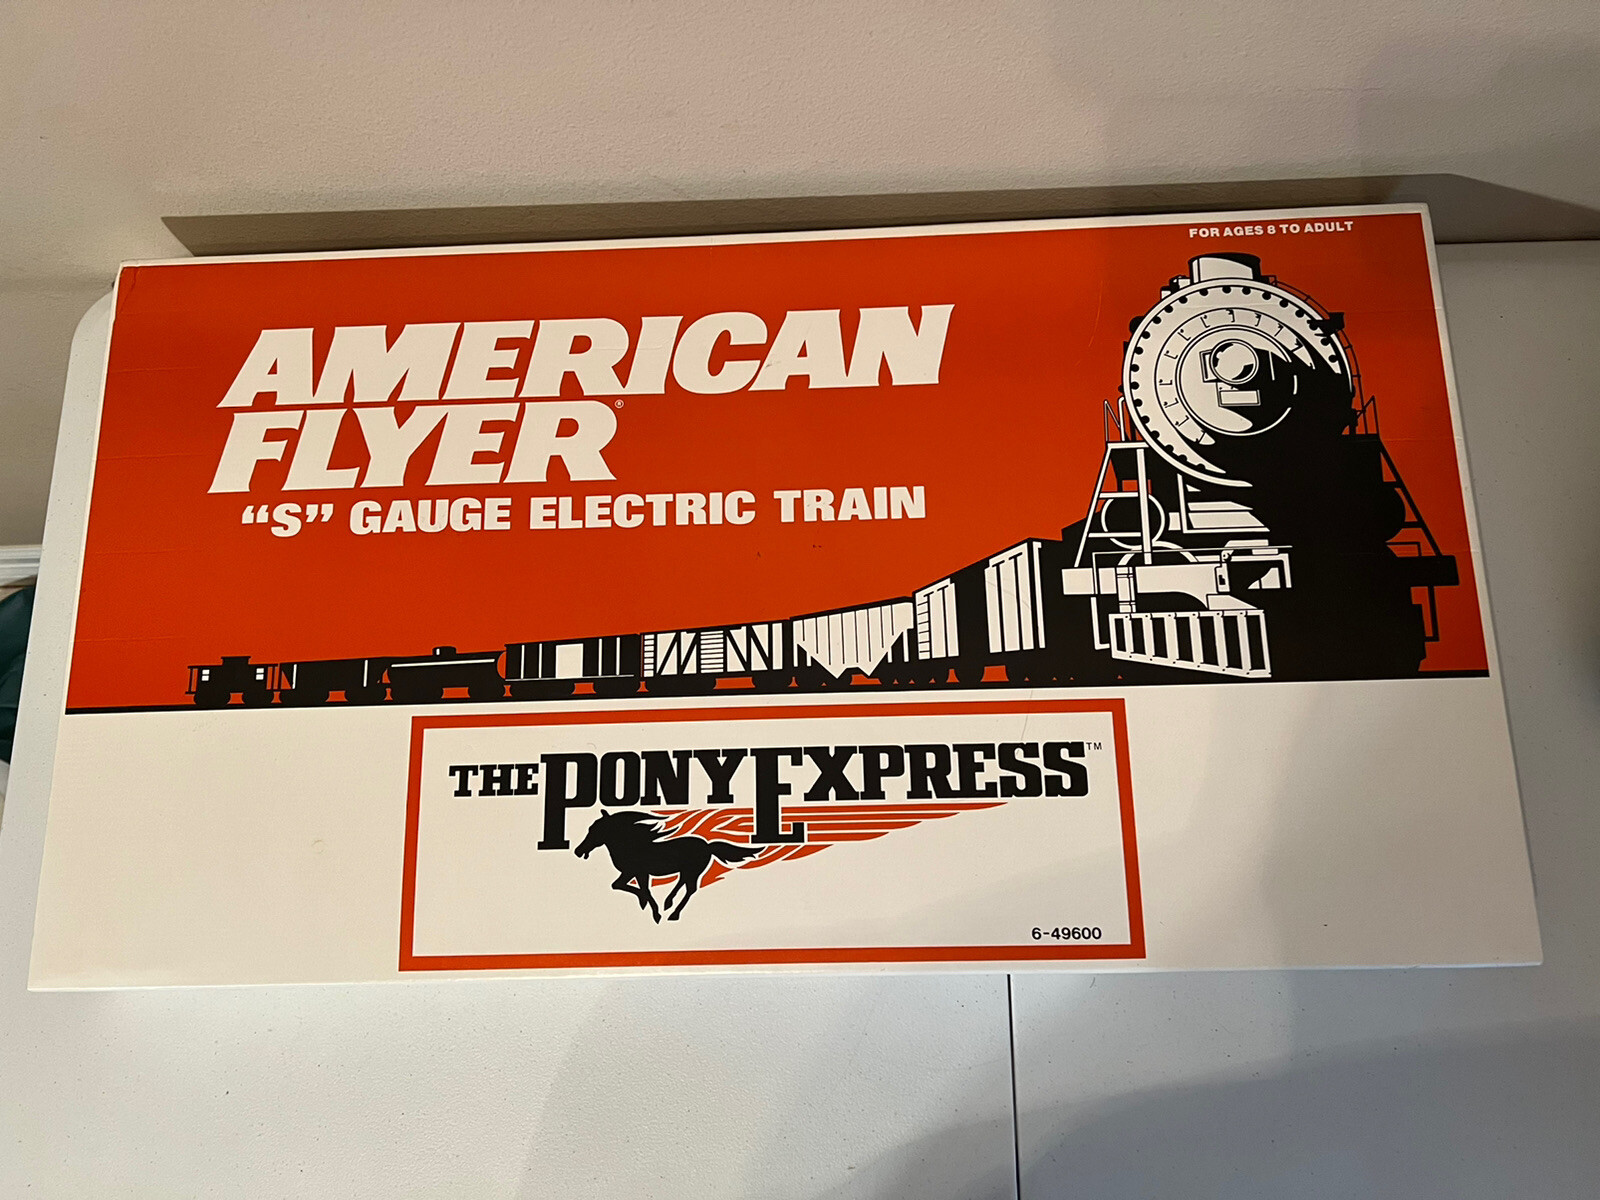 FOR AGES 8 TO ADULT
AMERICAN
FLYER®
“S” GAUGE ELECTRIC TRAIN
THE PONY EXPRESS™
6-49600